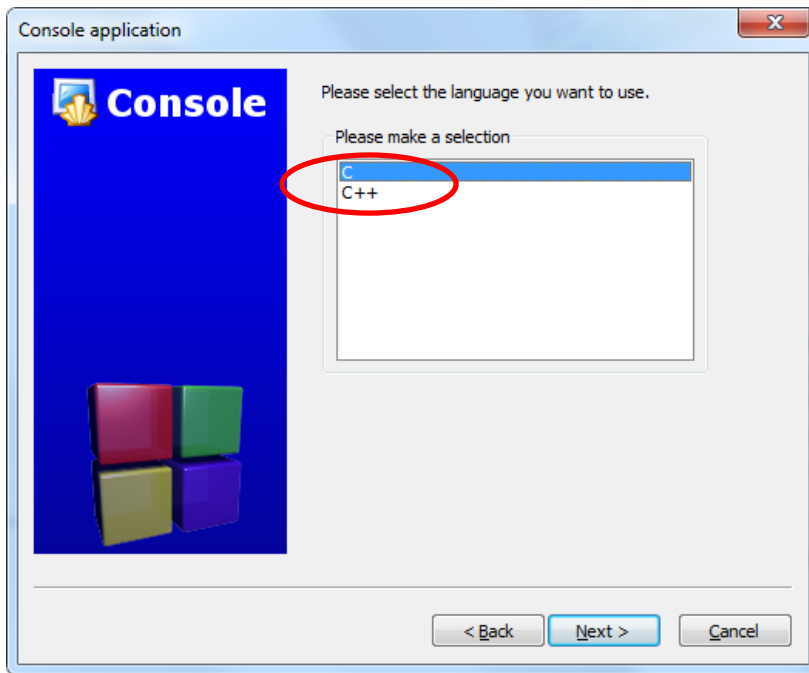 Console application
Console
Please select the language you want to use.
Please make a selection
C
C++
< Back
Next >
Cancel